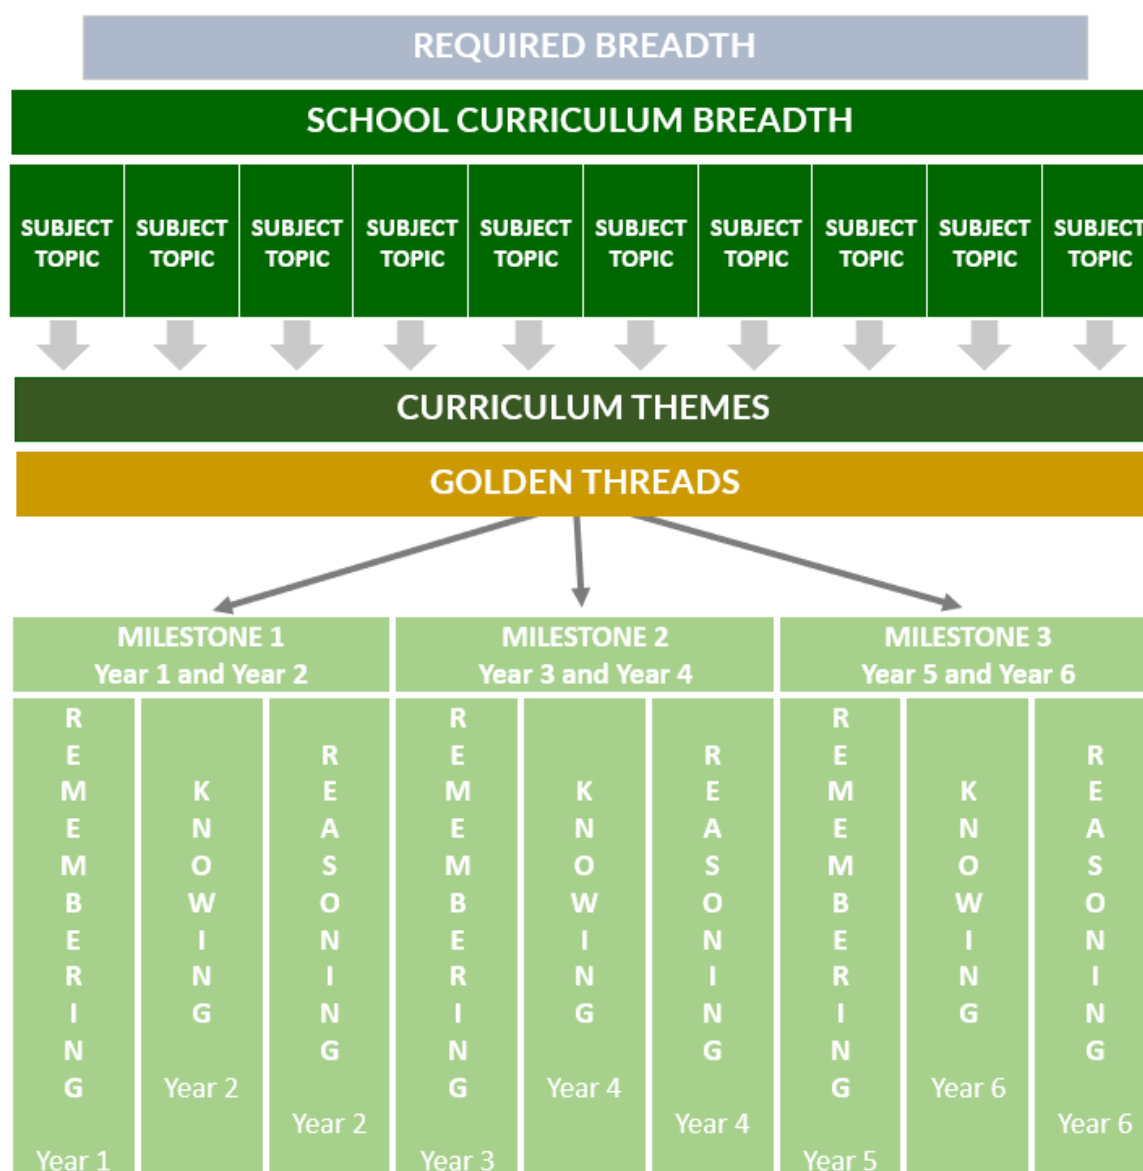 REQUIRED BREADTH
SCHOOL CURRICULUM BREADTH
SUBJECT TOPIC
SUBJECT TOPIC
SUBJECT TOPIC
SUBJECT TOPIC
SUBJECT TOPIC
SUBJECT TOPIC
SUBJECT TOPIC
SUBJECT TOPIC
SUBJECT TOPIC
SUBJECT TOPIC
CURRICULUM THEMES
GOLDEN THREADS
MILESTONE 1
Year 1 and Year 2
MILESTONE 2
Year 3 and Year 4
MILESTONE 3
Year 5 and Year 6
REMEMBERING
Year 1
KNOWING
Year 2
REASONING
Year 2
REMEMBERING
Year 3
KNOWING
Year 4
REASONING
Year 4
REMEMBERING
Year 5
KNOWING
Year 6
REASONING
Year 6